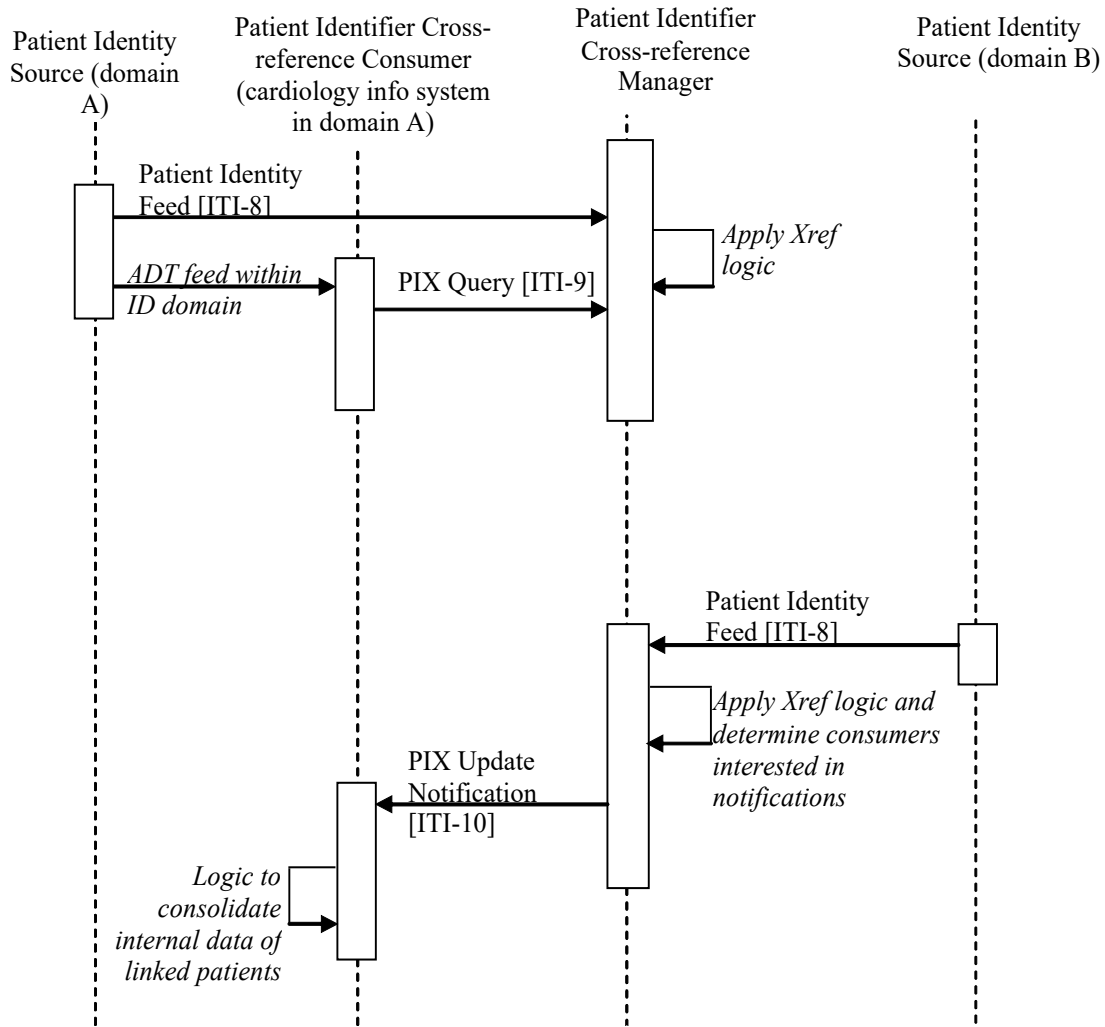 Patient Identity
Source (domain
A)
Patient Identifier Cross-
reference Consumer
(cardiology info system
in domain A)
Patient Identifier
Cross-reference
Manager
Patient Identity
Source (domain B)
Patient Identity
Feed [ITI-8]
Apply Xref
logic
ADT feed within
ID domain
PIX Query [ITI-9]
Patient Identity
Feed [ITI-8]
Apply Xref logic and
determine consumers
interested in
notifications
PIX Update
Notification
[ITI-10]
Logic to
consolidate
internal data of
linked patients